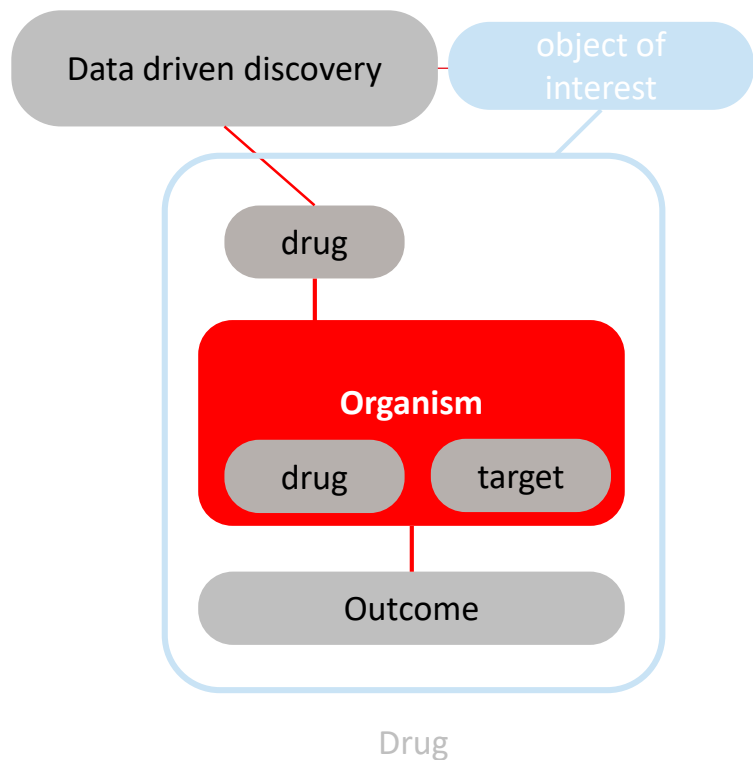 Data driven discovery
object of
interest
drug
Organism
drug target
Outcome
Drug